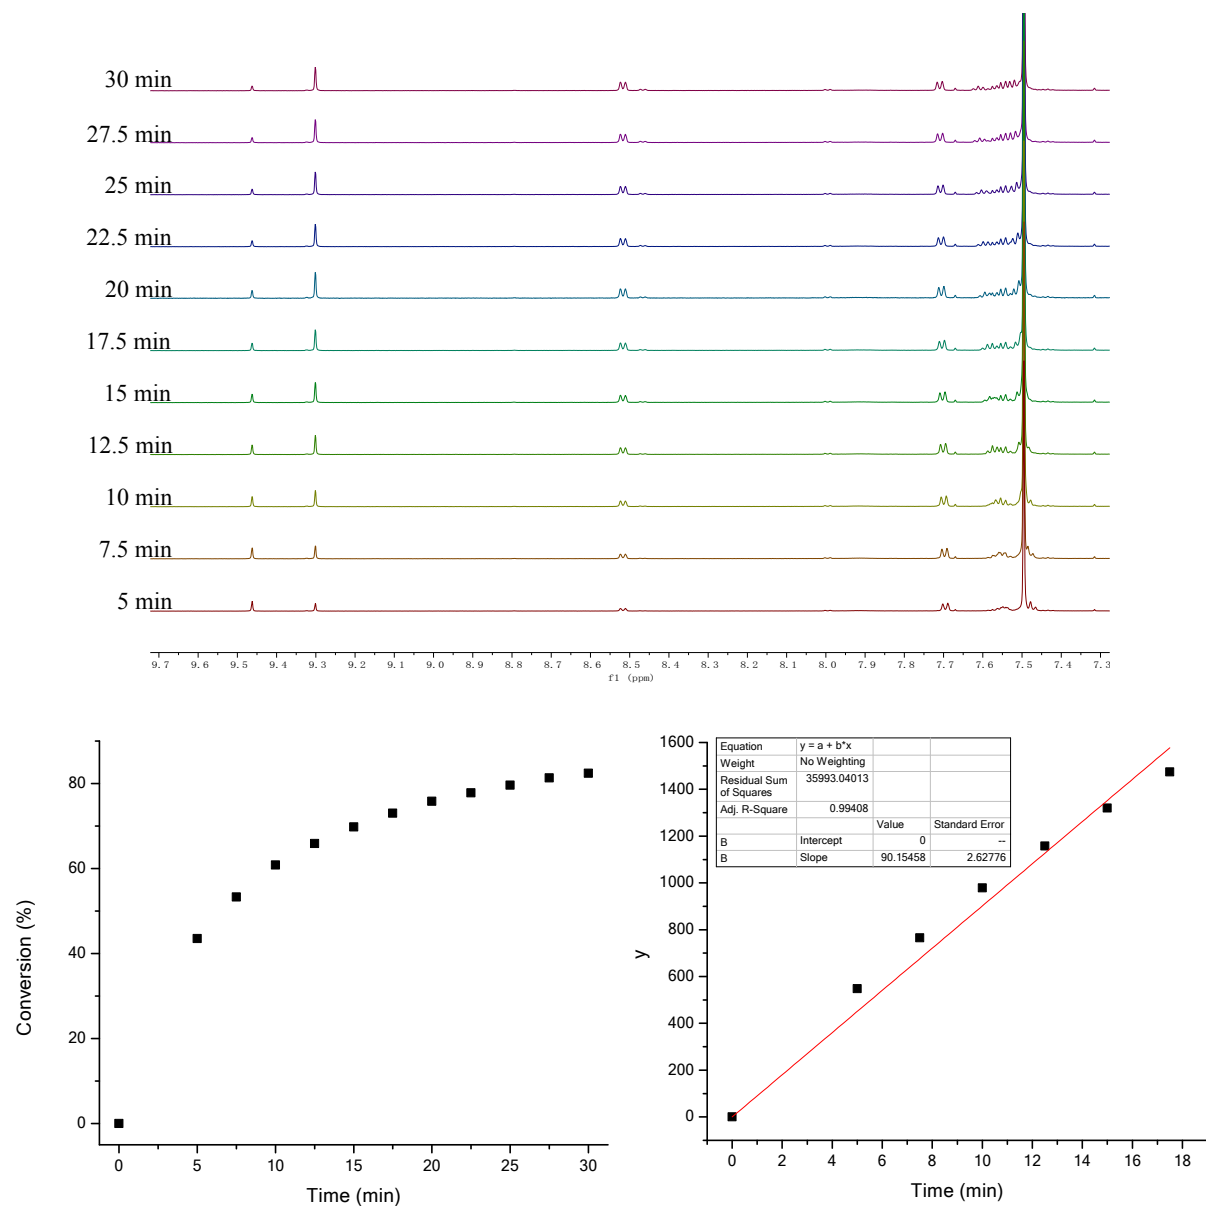 30 min
27.5 min
25 min
22.5 min
20 min
17.5 min
15 min
12.5 min
10 min
7.5 min
5 min
9.7 9.6 9.5 9.4 9.3 9.2 9.1 9.0 8.9 8.8 8.7 8.6 8.5 8.4 8.3 8.2 8.1 8.0 7.9 7.8 7.7 7.6 7.5 7.4 7.3
f1 (ppm)
80
60
40
20
0
Conversion (%)
0 5 10 15 20 25 30
Time (min)
1600
1400
1200
1000
800
600
400
200
0
y
Equation y = a + b*x
Weight No Weighting
Residual Sum 35993.04013
of Squares
Adj. R-Square 0.99408
Value Standard Error
B Intercept 0 --
B Slope 90.15458 2.62776
0 2 4 6 8 10 12 14 16 18
Time (min)